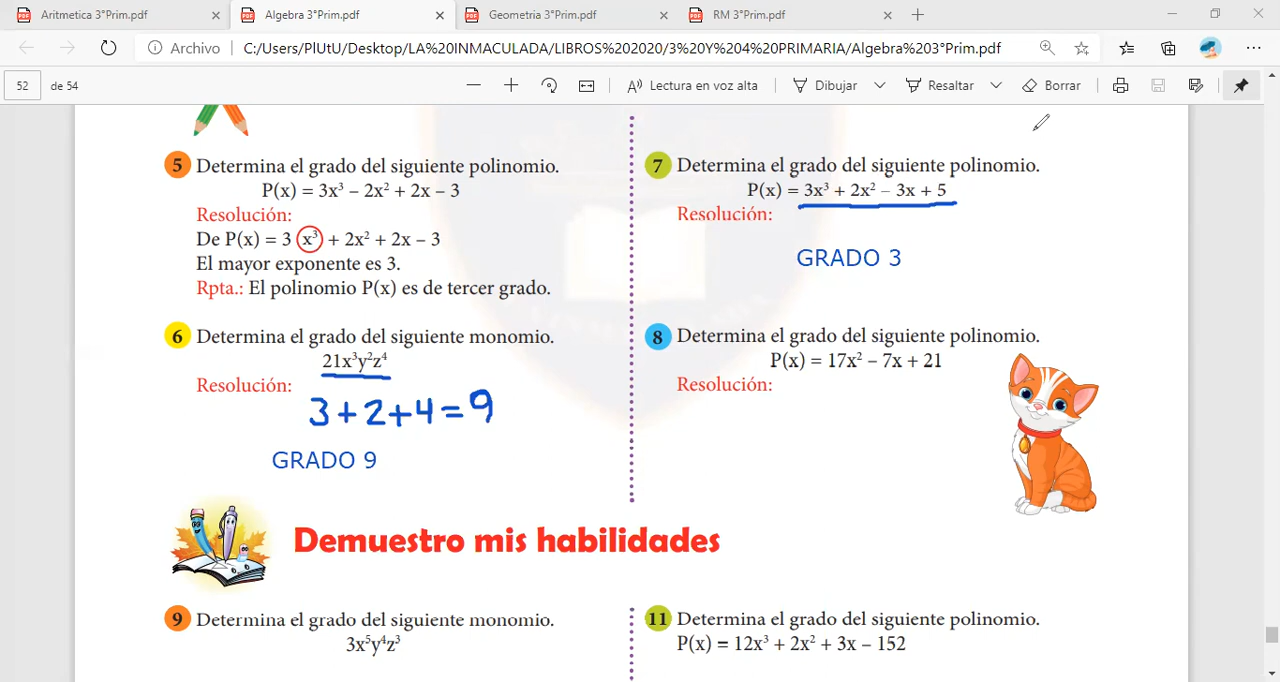 Aritmetica 3°Prim.pdf
Algebra 3°Prim.pdf
Geometria 3°Prim.pdf
RM 3°Prim.pdf
Archivo
C:/Users/PlUtU/Desktop/LA%20INMACULADA/LIBROS%202020/3%20Y%204%20PRIMARIA/Algebra%203°Prim.pdf
52 de 54
Lectura en voz alta
Dibujar
Resaltar
Borrar
5 Determina el grado del siguiente polinomio.
P(x) = 3x³ – 2x² + 2x – 3
Resolución:
De P(x) = 3 x³ + 2x² + 2x – 3
El mayor exponente es 3.
Rpta.: El polinomio P(x) es de tercer grado.
6 Determina el grado del siguiente monomio.
21x³y²z⁴
Resolución:
3+2+4=9
GRADO 9
7 Determina el grado del siguiente polinomio.
P(x) = 3x³ + 2x² – 3x + 5
Resolución:
GRADO 3
8 Determina el grado del siguiente polinomio.
P(x) = 17x² – 7x + 21
Resolución:
Demuestro mis habilidades
9 Determina el grado del siguiente monomio.
3x⁵y⁴z³
11 Determina el grado del siguiente polinomio.
P(x) = 12x³ + 2x² + 3x – 152